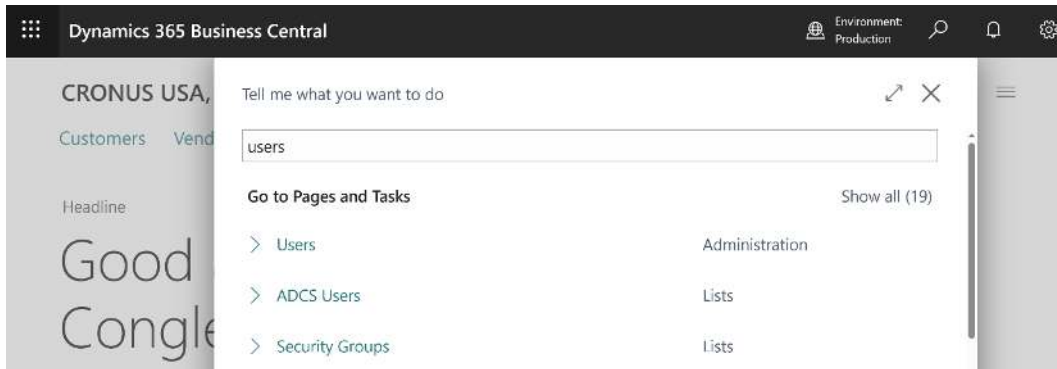 Dynamics 365 Business Central
Environment:
Production
CRONUS USA,
Tell me what you want to do
Customers Vend
users
Go to Pages and Tasks Show all (19)
Headline
Users Administration
Good
ADCS Users Lists
Congle
Security Groups Lists